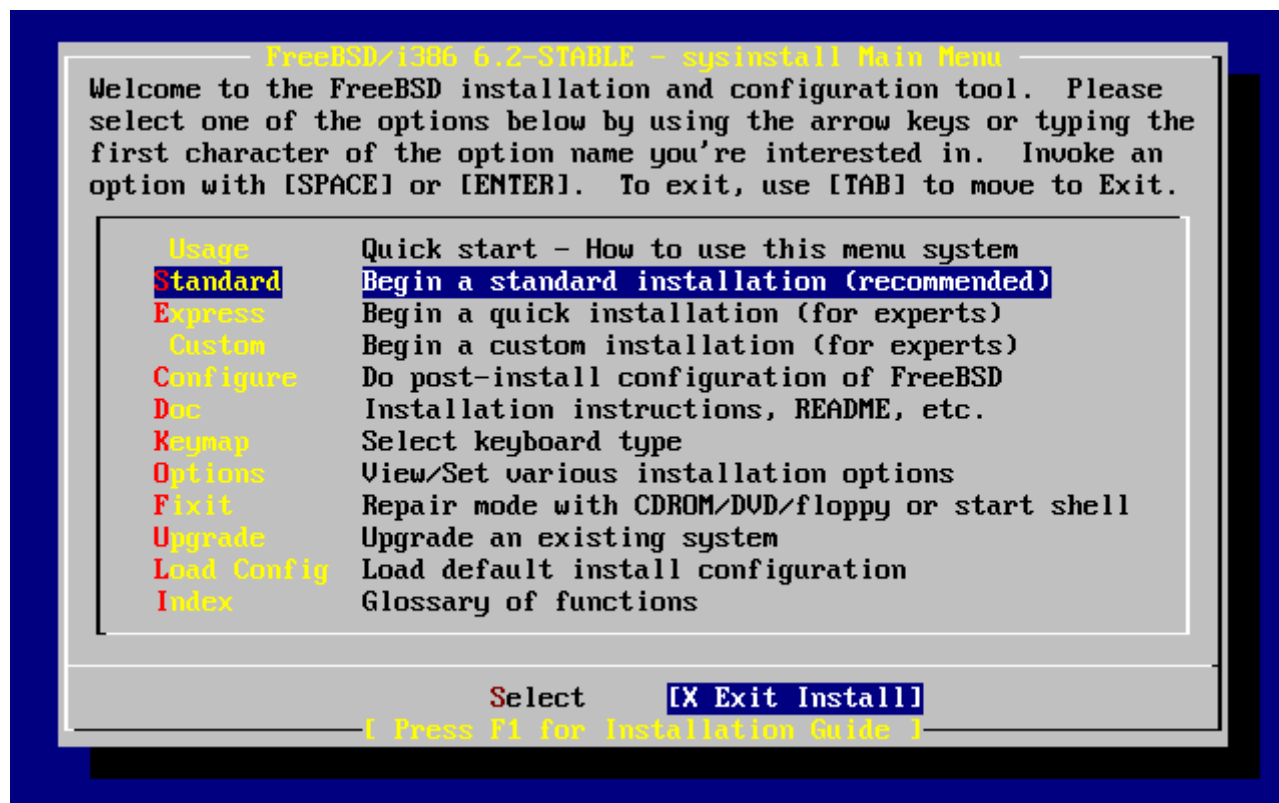 FreeBSD/i386 6.2-STABLE - sysinstall Main Menu
Welcome to the FreeBSD installation and configuration tool.  Please
select one of the options below by using the arrow keys or typing the
first character of the option name you're interested in.  Invoke an
option with [SPACE] or [ENTER].  To exit, use [TAB] to move to Exit.
Usage Quick start - How to use this menu system
Standard Begin a standard installation (recommended)
Express Begin a quick installation (for experts)
Custom Begin a custom installation (for experts)
Configure Do post-install configuration of FreeBSD
Doc Installation instructions, README, etc.
Keymap Select keyboard type
Options View/Set various installation options
Fixit Repair mode with CDROM/DVD/floppy or start shell
Upgrade Upgrade an existing system
Load Config Load default install configuration
Index Glossary of functions
Select [X Exit Install]
[ Press F1 for Installation Guide ]